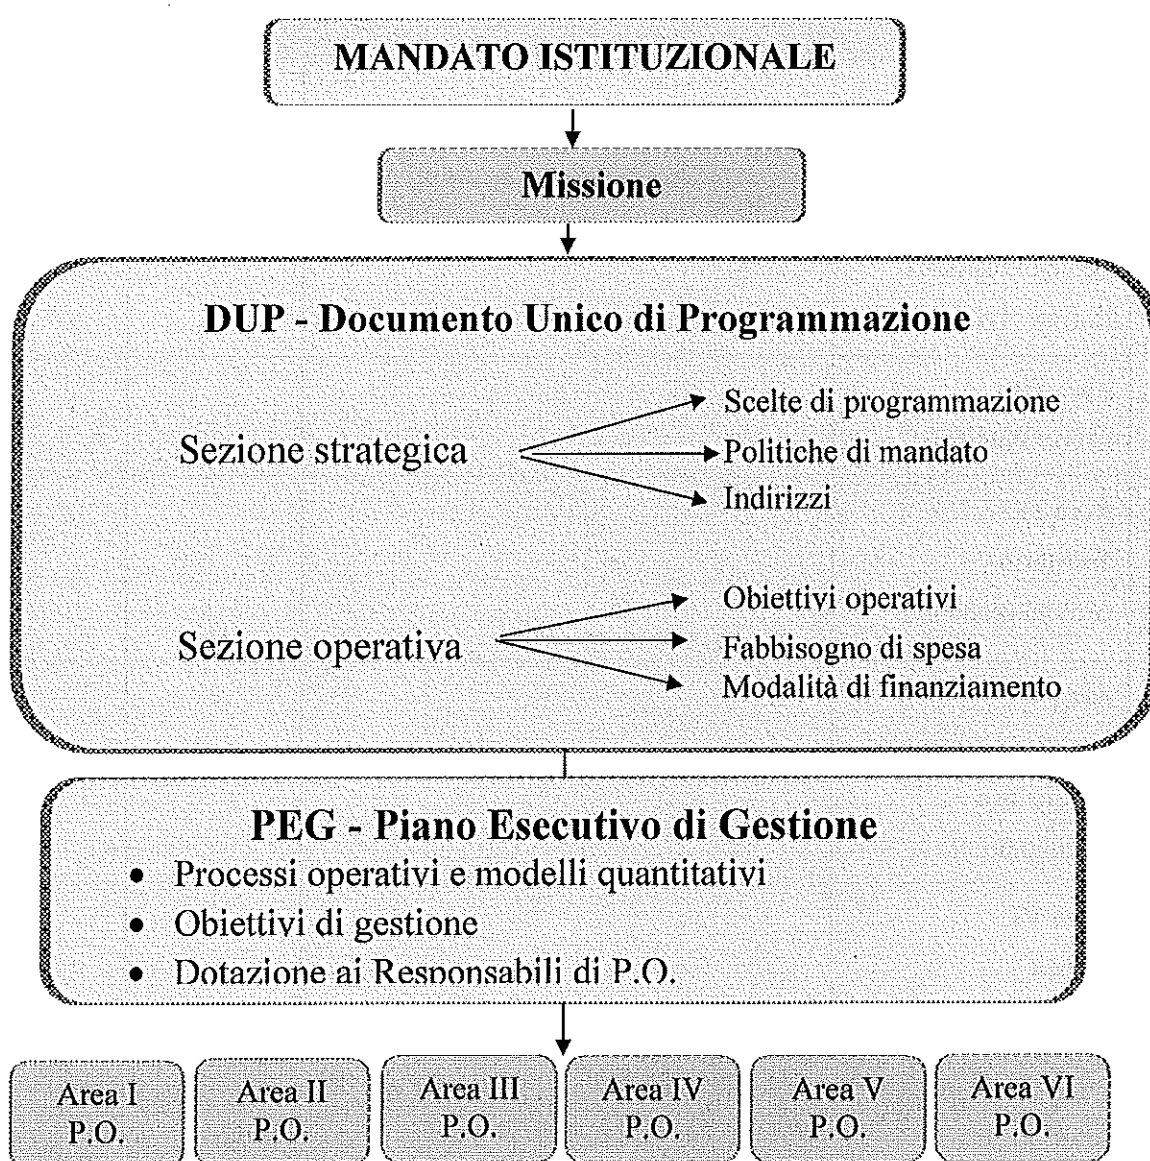 MANDATO ISTITUZIONALE
Missione
DUP - Documento Unico di Programmazione
Sezione strategica
Scelte di programmazione
Politiche di mandato
Indirizzi
Sezione operativa
Obiettivi operativi
Fabbisogno di spesa
Modalità di finanziamento
PEG - Piano Esecutivo di Gestione
• Processi operativi e modelli quantitativi
• Obiettivi di gestione
• Dotazione ai Responsabili di P.O.
Area I
P.O.
Area II
P.O.
Area III
P.O.
Area IV
P.O.
Area V
P.O.
Area VI
P.O.